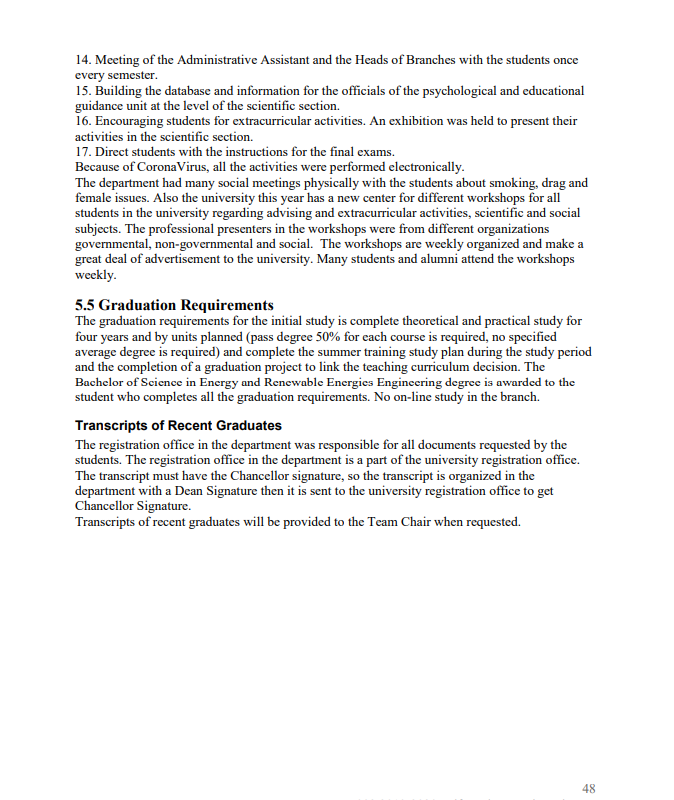 14. Meeting of the Administrative Assistant and the Heads of Branches with the students once
every semester.
15. Building the database and information for the officials of the psychological and educational
guidance unit at the level of the scientific section.
16. Encouraging students for extracurricular activities. An exhibition was held to present their
activities in the scientific section.
17. Direct students with the instructions for the final exams.
Because of CoronaVirus, all the activities were performed electronically.
The department had many social meetings physically with the students about smoking, drag and
female issues. Also the university this year has a new center for different workshops for all
students in the university regarding advising and extracurricular activities, scientific and social
subjects. The professional presenters in the workshops were from different organizations
governmental, non-governmental and social.  The workshops are weekly organized and make a
great deal of advertisement to the university. Many students and alumni attend the workshops
weekly.
5.5 Graduation Requirements
The graduation requirements for the initial study is complete theoretical and practical study for
four years and by units planned (pass degree 50% for each course is required, no specified
average degree is required) and complete the summer training study plan during the study period
and the completion of a graduation project to link the teaching curriculum decision. The
Bachelor of Science in Energy and Renewable Energies Engineering degree is awarded to the
student who completes all the graduation requirements. No on-line study in the branch.
Transcripts of Recent Graduates
The registration office in the department was responsible for all documents requested by the
students. The registration office in the department is a part of the university registration office.
The transcript must have the Chancellor signature, so the transcript is organized in the
department with a Dean Signature then it is sent to the university registration office to get
Chancellor Signature.
Transcripts of recent graduates will be provided to the Team Chair when requested.
48